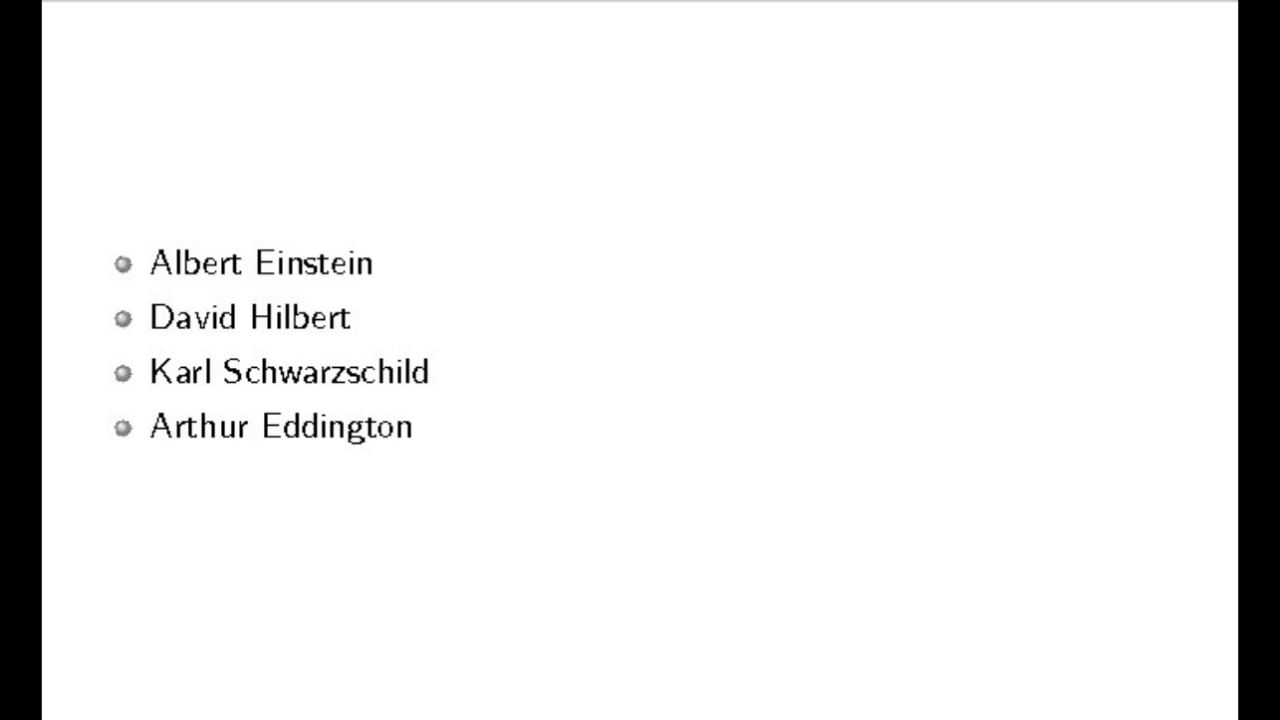 Albert Einstein
David Hilbert
Karl Schwarzschild
Arthur Eddington